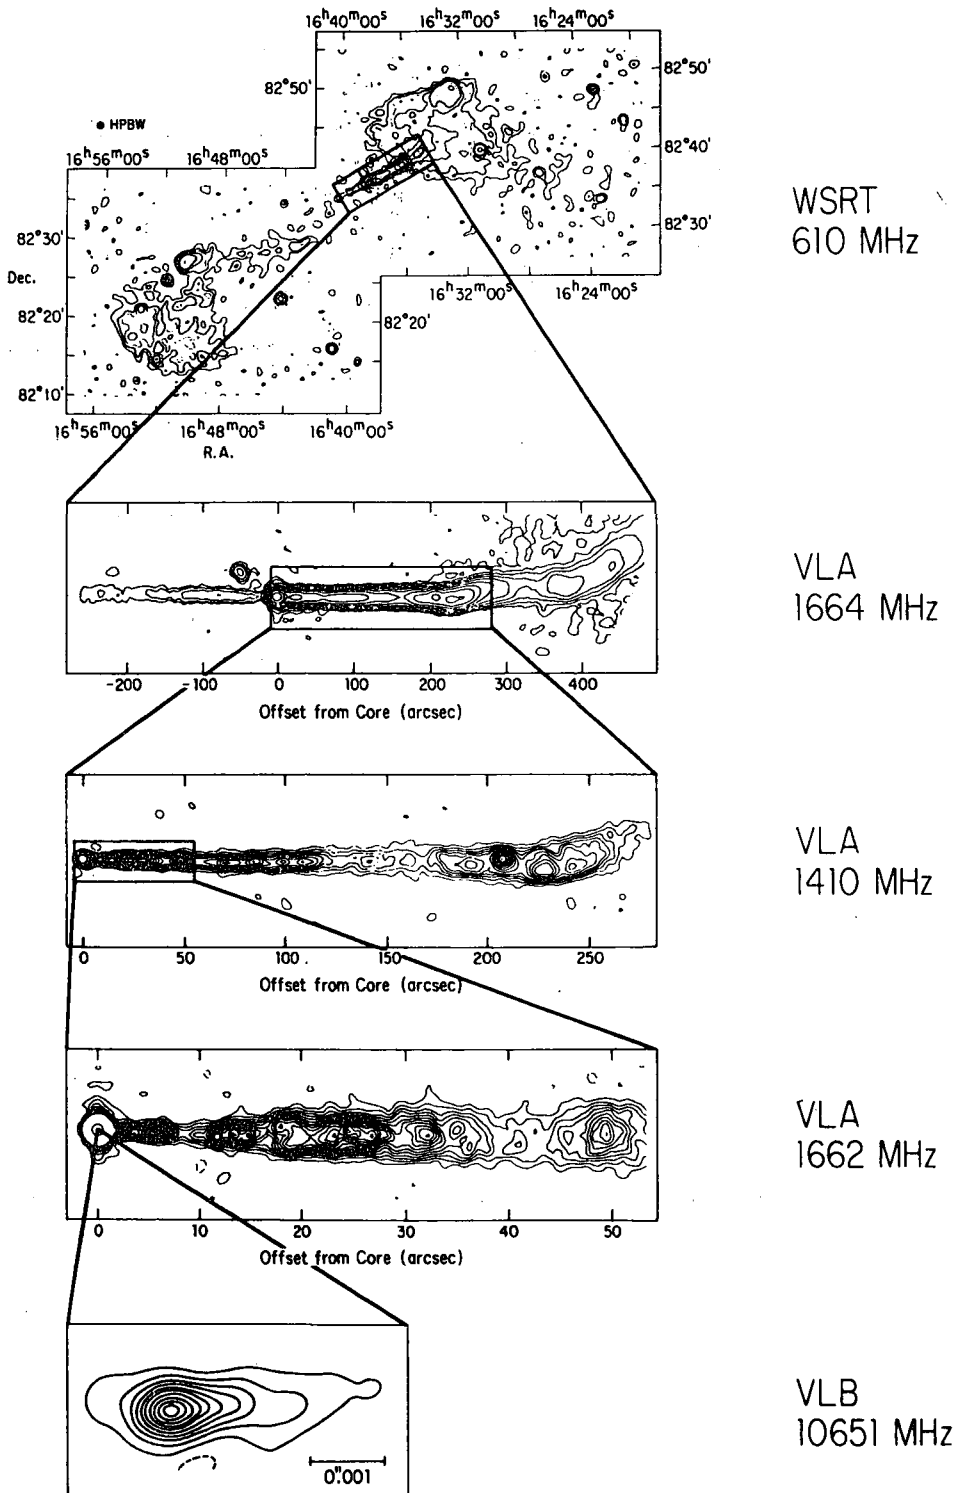 16ʰ40ᵐ00ˢ 16ʰ32ᵐ00ˢ 16ʰ24ᵐ00ˢ
82°50'
82°50'
HPBW
16ʰ56ᵐ00ˢ 16ʰ48ᵐ00ˢ
82°40'
82°30'
WSRT
610 MHz
82°30'
Dec.
16ʰ32ᵐ00ˢ 16ʰ24ᵐ00ˢ
82°20'
82°20'
82°10'
16ʰ56ᵐ00ˢ 16ʰ48ᵐ00ˢ 16ʰ40ᵐ00ˢ
R.A.
VLA
1664 MHz
-200 -100 0 100 200 300 400
Offset from Core (arcsec)
VLA
1410 MHz
0 50 100 150 200 250
Offset from Core (arcsec)
VLA
1662 MHz
0 10 20 30 40 50
Offset from Core (arcsec)
VLB
10651 MHz
0".001